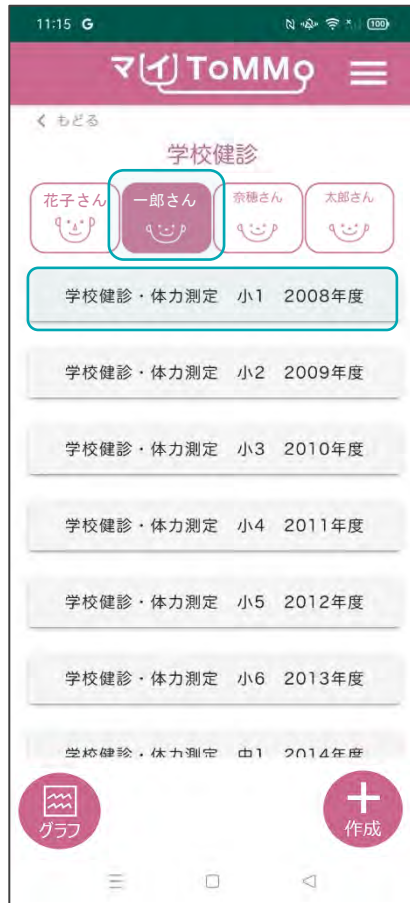 11:15 G 100
マイToMMo
もどる
学校健診
花子さん 一郎さん 奈穂さん 太郎さん
学校健診・体力測定 小1 2008年度
学校健診・体力測定 小2 2009年度
学校健診・体力測定 小3 2010年度
学校健診・体力測定 小4 2011年度
学校健診・体力測定 小5 2012年度
学校健診・体力測定 小6 2013年度
学校健診・体力測定 中1 2014年度
グラフ 作成